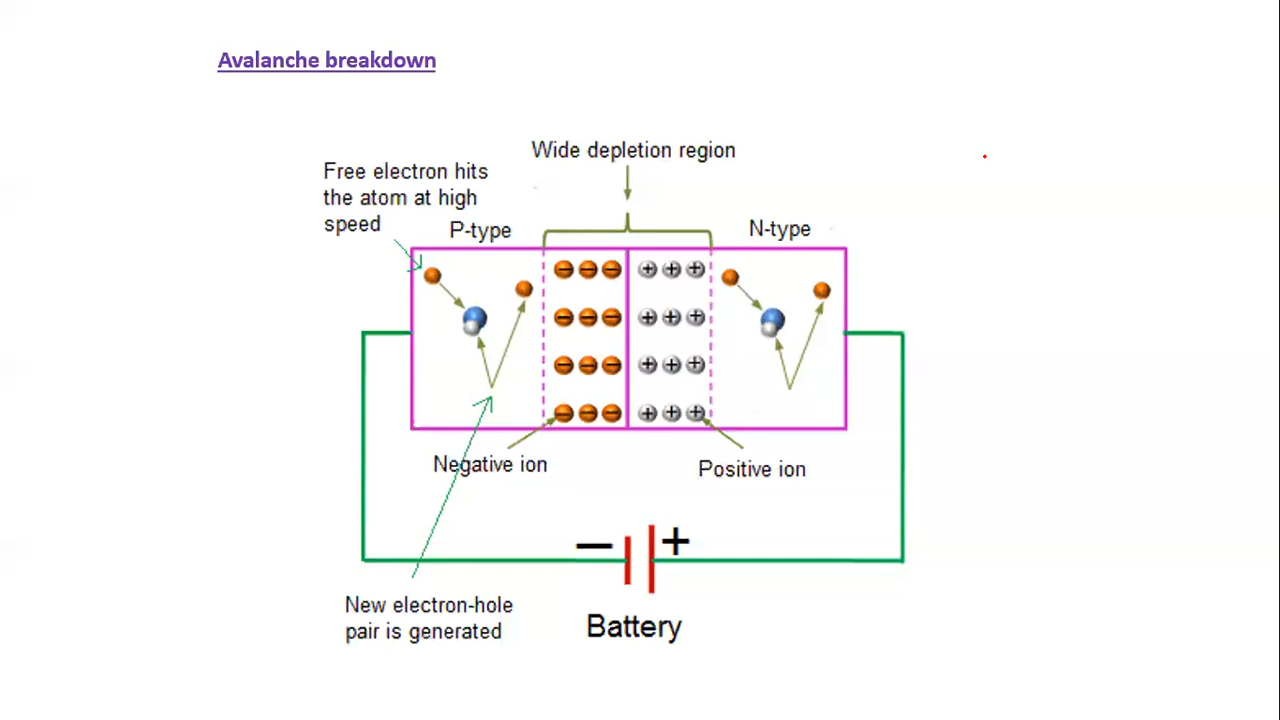 Avalanche breakdown
Wide depletion region
Free electron hits
the atom at high
speed
P-type
N-type
Negative ion
Positive ion
− +
New electron-hole
pair is generated
Battery